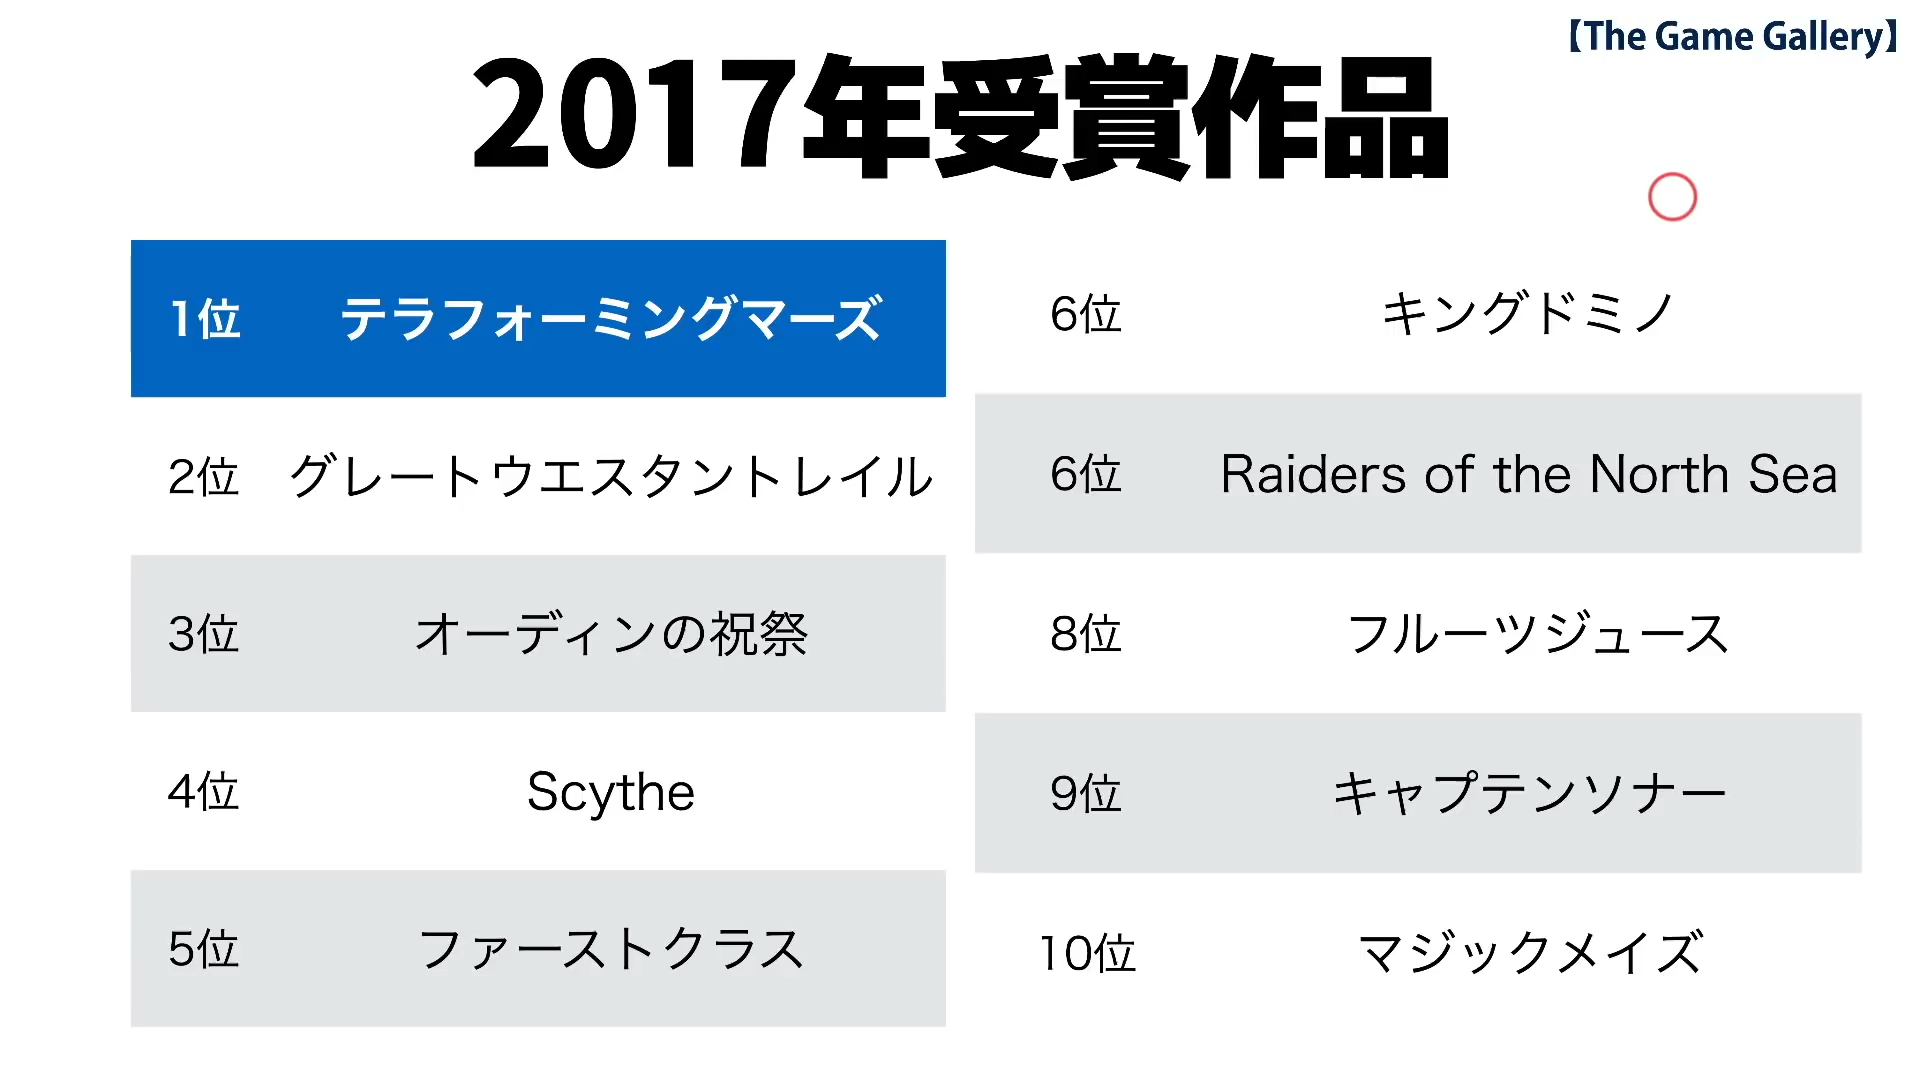 【The Game Gallery】
2017年受賞作品
1位 テラフォーミングマーズ
2位 グレートウエスタントレイル
3位 オーディンの祝祭
4位 Scythe
5位 ファーストクラス
6位 キングドミノ
6位 Raiders of the North Sea
8位 フルーツジュース
9位 キャプテンソナー
10位 マジックメイズ